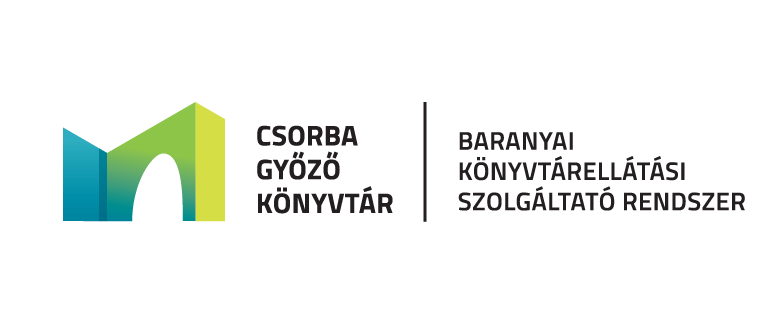 CSORBA
GYŐZŐ
KÖNYVTÁR
BARANYAI
KÖNYVTÁRELLÁTÁSI
SZOLGÁLTATÓ RENDSZER